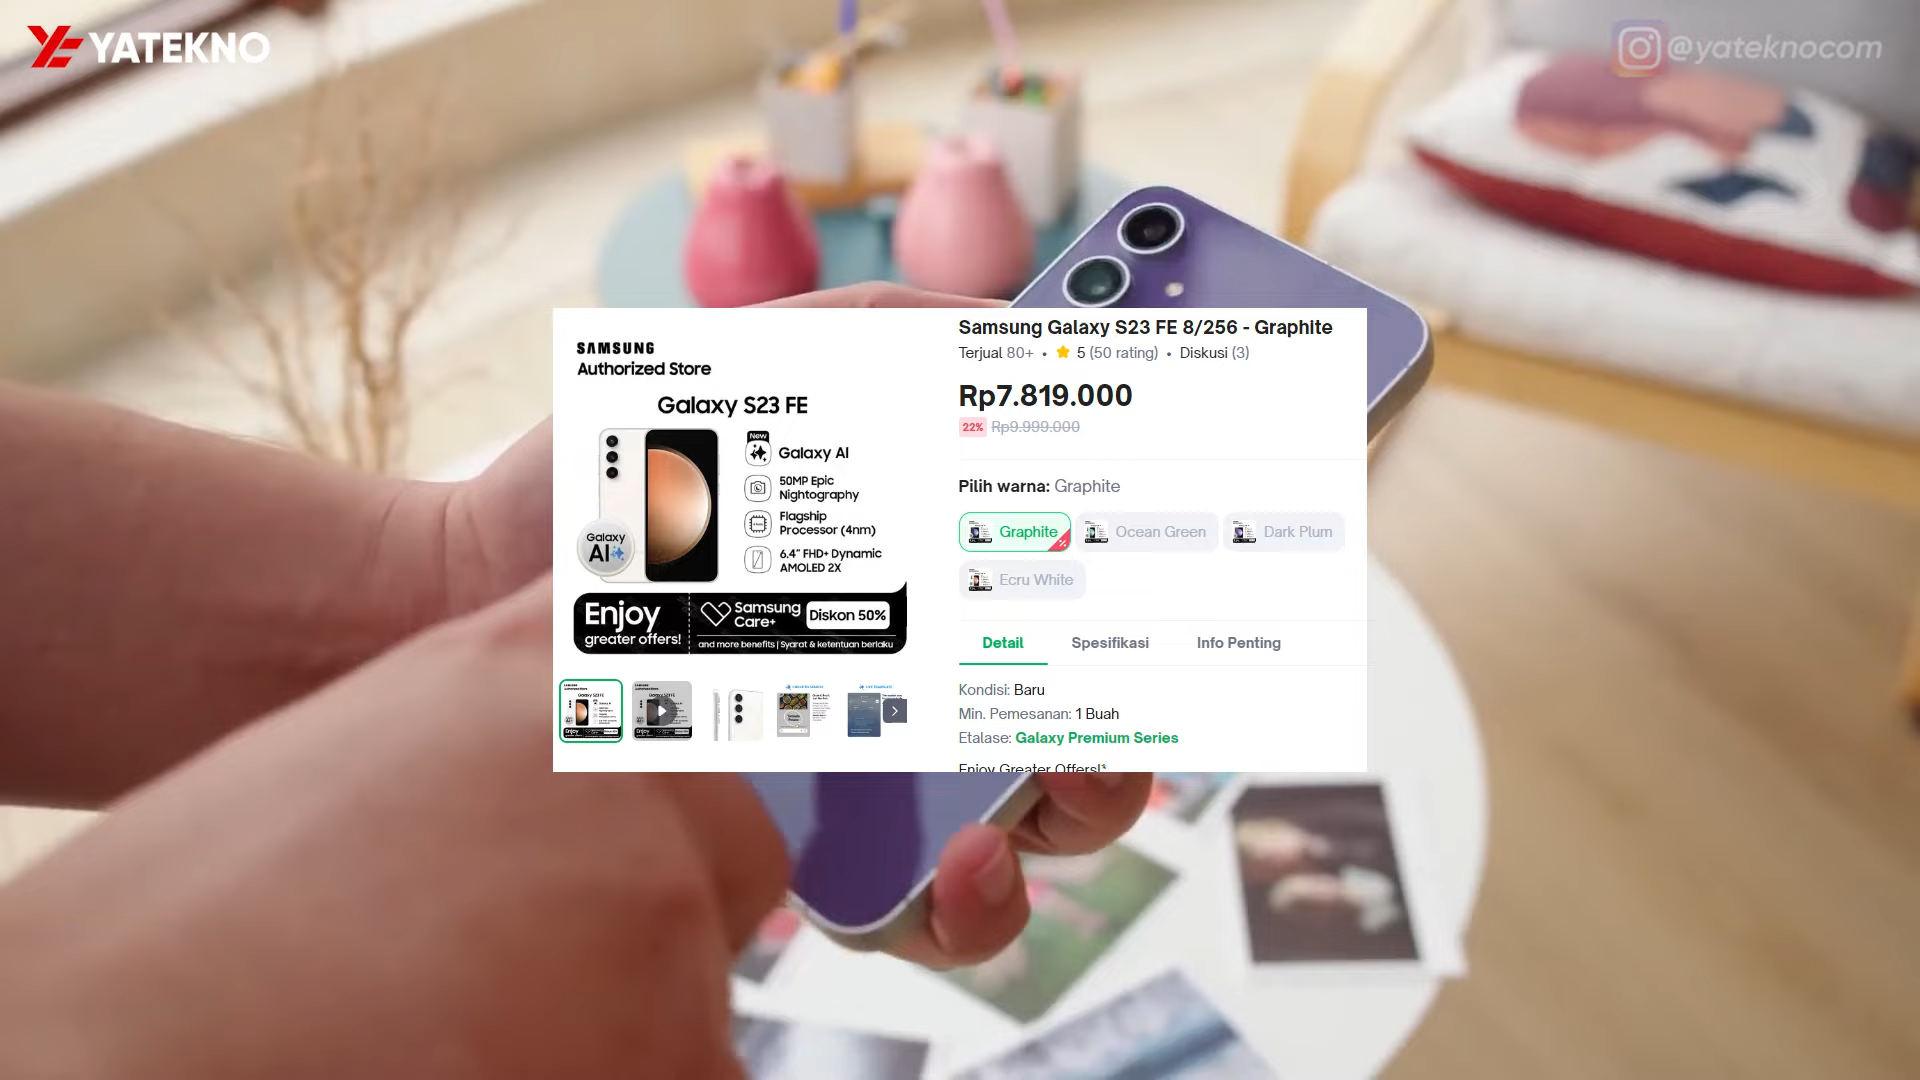 YATEKNO
@yateknocom
SAMSUNG
Authorized Store
Galaxy S23 FE
New
Galaxy AI
50MP Epic
Nightography
Flagship
Processor (4nm)
6.4" FHD+ Dynamic
AMOLED 2X
Galaxy
AI
Enjoy
greater offers!
Samsung
Care+
Diskon 50%
and more benefits | Syarat & ketentuan berlaku
Samsung Galaxy S23 FE 8/256 - Graphite
Terjual 80+ • 5 (50 rating) • Diskusi (3)
Rp7.819.000
22% Rp9.999.000
Pilih warna: Graphite
Graphite
Ocean Green
Dark Plum
Ecru White
Detail
Spesifikasi
Info Penting
Kondisi: Baru
Min. Pemesanan: 1 Buah
Etalase: Galaxy Premium Series
Enjoy Greater Offers!*